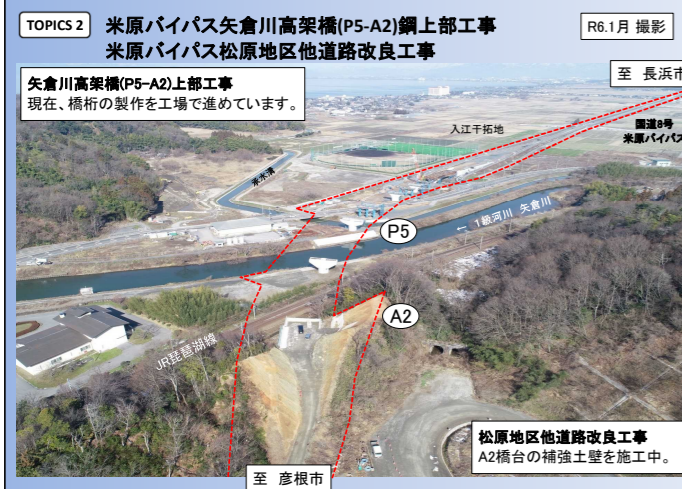 TOPICS 2
米原バイパス矢倉川高架橋(P5-A2)鋼上部工事
米原バイパス松原地区他道路改良工事
R6.1月 撮影
矢倉川高架橋(P5-A2)上部工事
現在、橋桁の製作を工場で進めています。
至 長浜市
入江干拓地
国道8号
米原バイパス
承水溝
1級河川 矢倉川
P5
A2
JR琵琶湖線
松原地区他道路改良工事
A2橋台の補強土壁を施工中。
至 彦根市